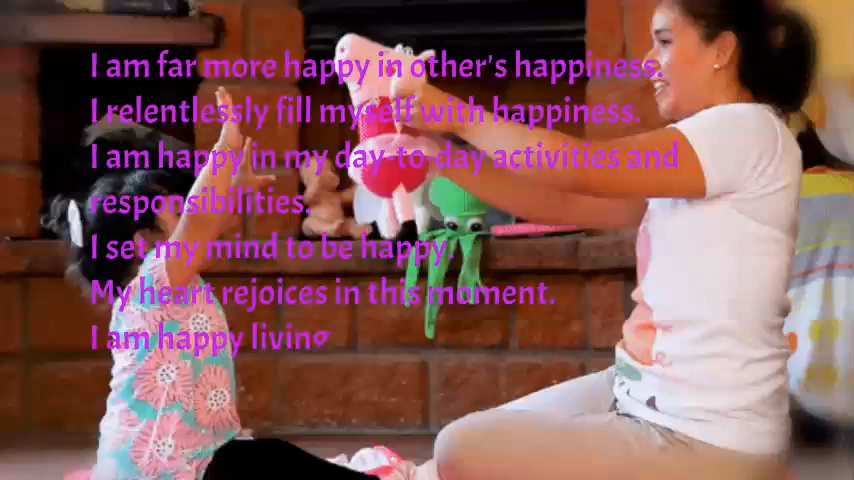 I am far more happy in other's happiness.
I relentlessly fill myself with happiness.
I am happy in my day-to-day activities and
responsibilities.
I set my mind to be happy.
My heart rejoices in this moment.
I am happy living